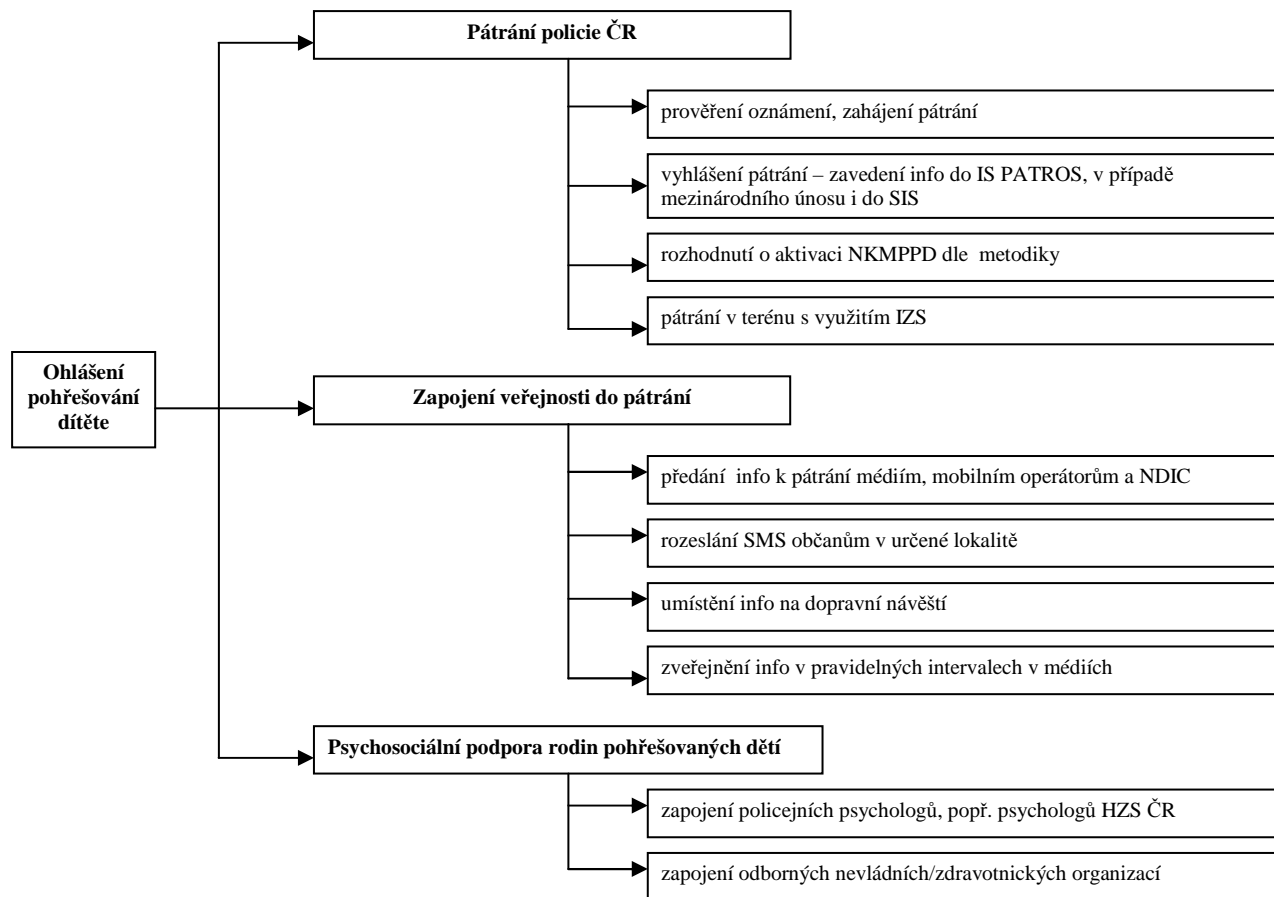 Pátrání policie ČR
prověření oznámení, zahájení pátrání
vyhlášení pátrání – zavedení info do IS PATROS, v případě
mezinárodního únosu i do SIS
rozhodnutí o aktivaci NKMPPD dle  metodiky
pátrání v terénu s využitím IZS
Ohlášení
pohřešování
dítěte
Zapojení veřejnosti do pátrání
předání  info k pátrání médiím, mobilním operátorům a NDIC
rozeslání SMS občanům v určené lokalitě
umístění info na dopravní návěští
zveřejnění info v pravidelných intervalech v médiích
Psychosociální podpora rodin pohřešovaných dětí
zapojení policejních psychologů, popř. psychologů HZS ČR
zapojení odborných nevládních/zdravotnických organizací